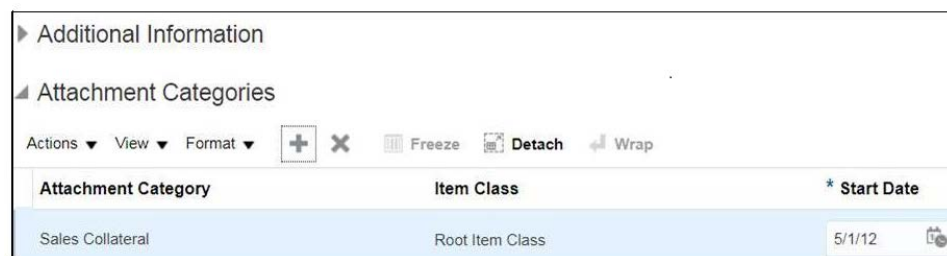 Additional Information
Attachment Categories
Actions View Format Freeze Detach Wrap
Attachment Category Item Class * Start Date
Sales Collateral Root Item Class 5/1/12